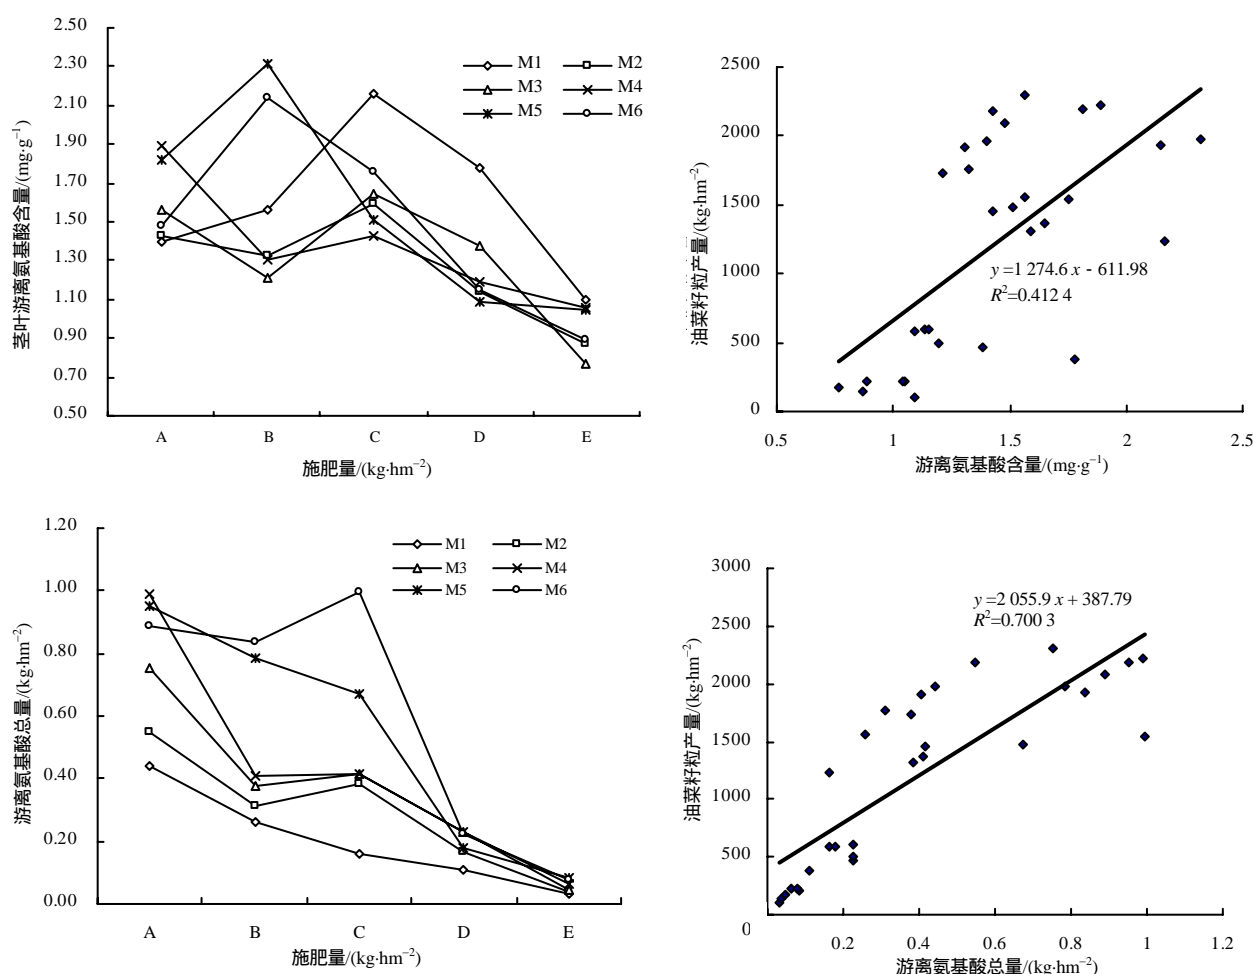 2.50
2.30
2.10
1.90
1.70
1.50
1.30
1.10
0.90
0.70
0.50
茎叶游离氨基酸含量/(mg·g⁻¹)
M1 M2
M3 M4
M5 M6
A B C D E
施肥量/(kg·hm⁻²)
2500
2000
1500
1000
500
0
油菜籽粒产量/(kg·hm⁻²)
y=1 274.6 x - 611.98
R²=0.412 4
0.5 1 1.5 2 2.5
游离氨基酸含量/(mg·g⁻¹)
1.20
1.00
0.80
0.60
0.40
0.20
0.00
游离氨基酸总量/(kg·hm⁻²)
M1 M2
M3 M4
M5 M6
A B C D E
施肥量/(kg·hm⁻²)
3000
2500
2000
1500
1000
500
0
油菜籽粒产量/(kg·hm⁻²)
y=2 055.9 x + 387.79
R²=0.700 3
0.2 0.4 0.6 0.8 1 1.2
游离氨基酸总量/(kg·hm⁻²)